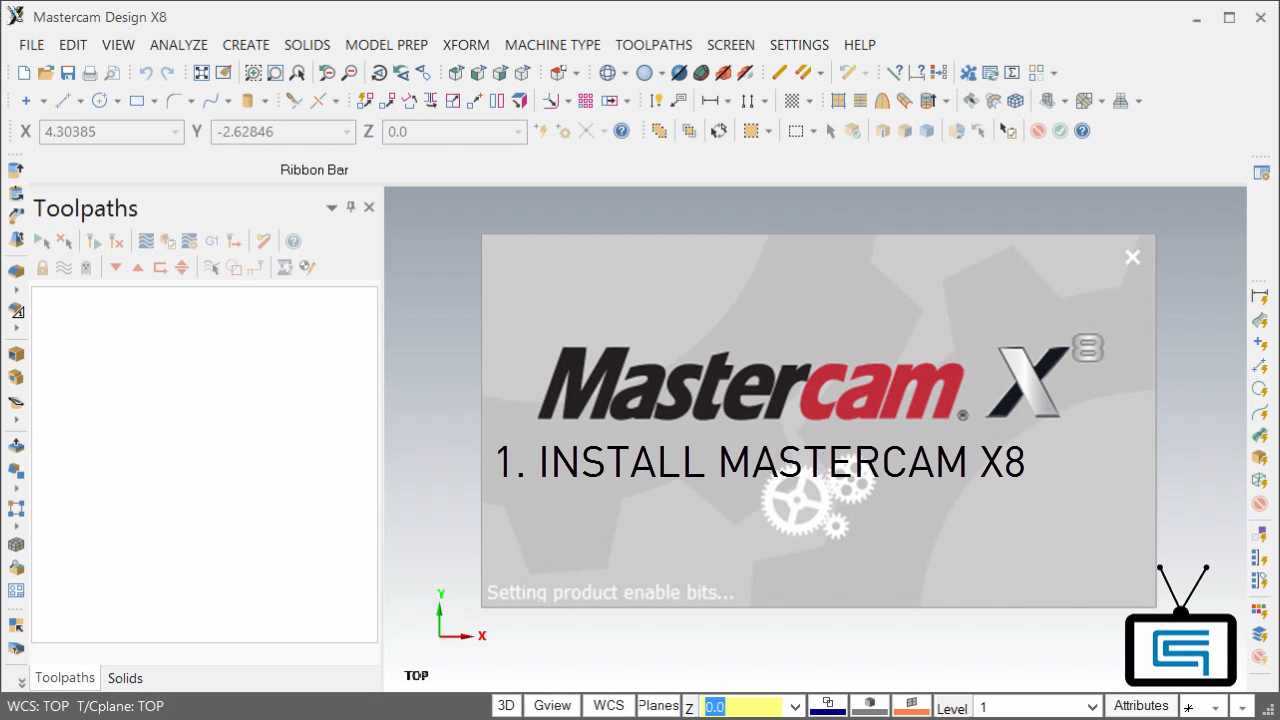 Mastercam Design X8
FILE EDIT VIEW ANALYZE CREATE SOLIDS MODEL PREP XFORM MACHINE TYPE TOOLPATHS SCREEN SETTINGS HELP
X 4.30385 Y -2.62846 Z 0.0
Ribbon Bar
Toolpaths
G1
Mastercam® X8
1. INSTALL MASTERCAM X8
Setting product enable bits...
Y
X
TOP
Toolpaths Solids
WCS: TOP T/Cplane: TOP
3D Gview WCS Planes Z 0.0 Level 1 Attributes